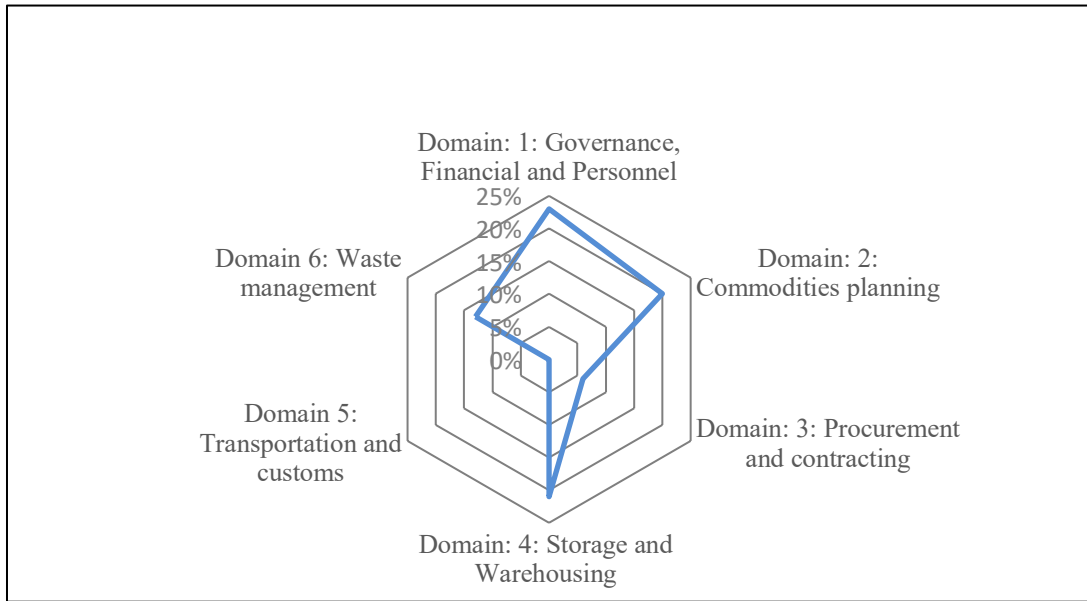 Domain: 1: Governance,
Financial and Personnel
25%
20%
15%
10%
5%
0%
Domain: 2:
Commodities planning
Domain: 3: Procurement
and contracting
Domain: 4: Storage and
Warehousing
Domain 5:
Transportation and
customs
Domain 6: Waste
management